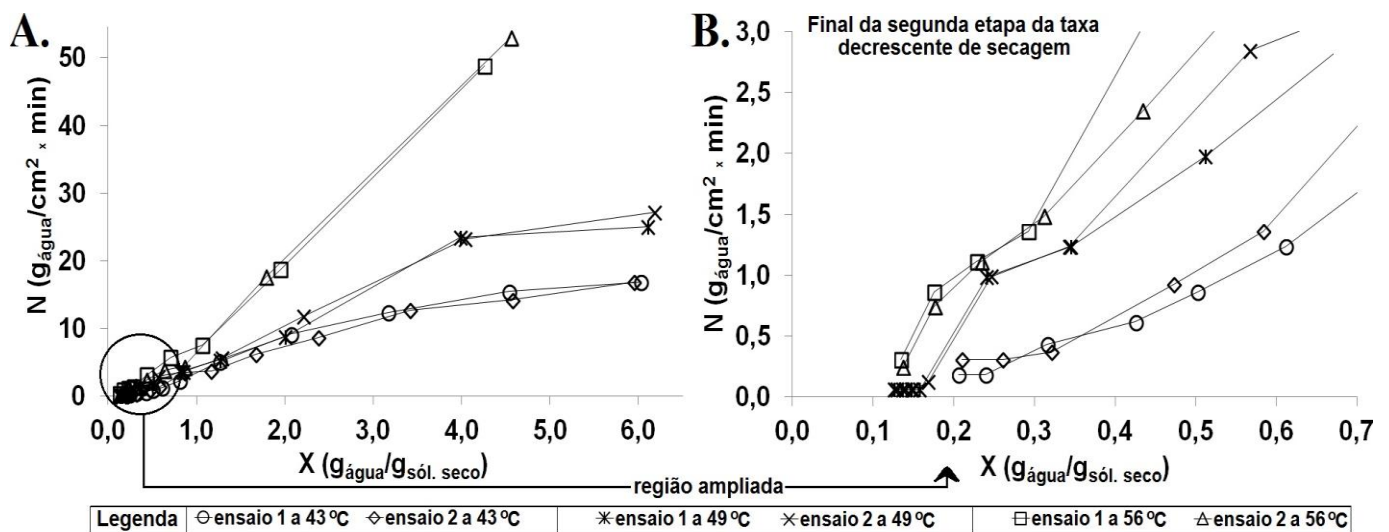 A.
N (gágua/cm² x min)
50
40
30
20
10
0
0,0 1,0 2,0 3,0 4,0 5,0 6,0
X (gágua/gsól. seco)
B.
Final da segunda etapa da taxa
decrescente de secagem
N (gágua/cm² x min)
3,0
2,5
2,0
1,5
1,0
0,5
0,0
0,0 0,1 0,2 0,3 0,4 0,5 0,6 0,7
X (gágua/gsól. seco)
região ampliada
Legenda ensaio 1 a 43 ºC ensaio 2 a 43 ºC ensaio 1 a 49 ºC ensaio 2 a 49 ºC ensaio 1 a 56 ºC ensaio 2 a 56 ºC